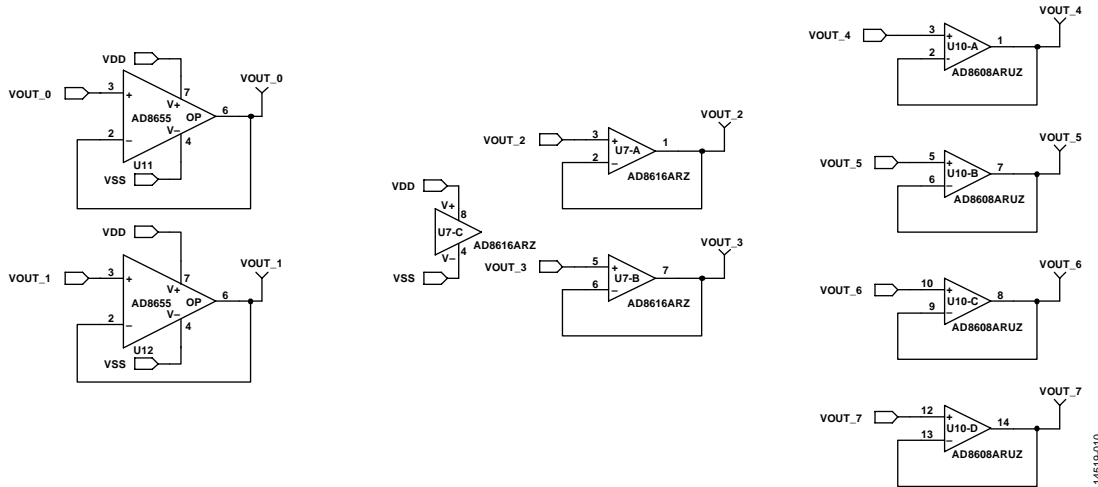 VDD
VOUT_0
VOUT_0
3
+
7
V+
AD8655
OP
6
2
–
V–
4
U11
VSS
VDD
VOUT_1
VOUT_1
3
+
7
V+
AD8655
OP
6
2
–
V–
4
U12
VSS
VDD
V+
8
U7-C
AD8616ARZ
V–
4
VSS
VOUT_2
VOUT_2
3
+
U7-A
1
2
–
AD8616ARZ
VOUT_3
VOUT_3
5
+
U7-B
7
6
–
AD8616ARZ
VOUT_4
VOUT_4
3
+
U10-A
1
2
-
AD8608ARUZ
VOUT_5
VOUT_5
5
+
U10-B
7
6
–
AD8608ARUZ
VOUT_6
VOUT_6
10
+
U10-C
8
9
–
AD8608ARUZ
VOUT_7
VOUT_7
12
+
U10-D
14
13
–
AD8608ARUZ
14519-010